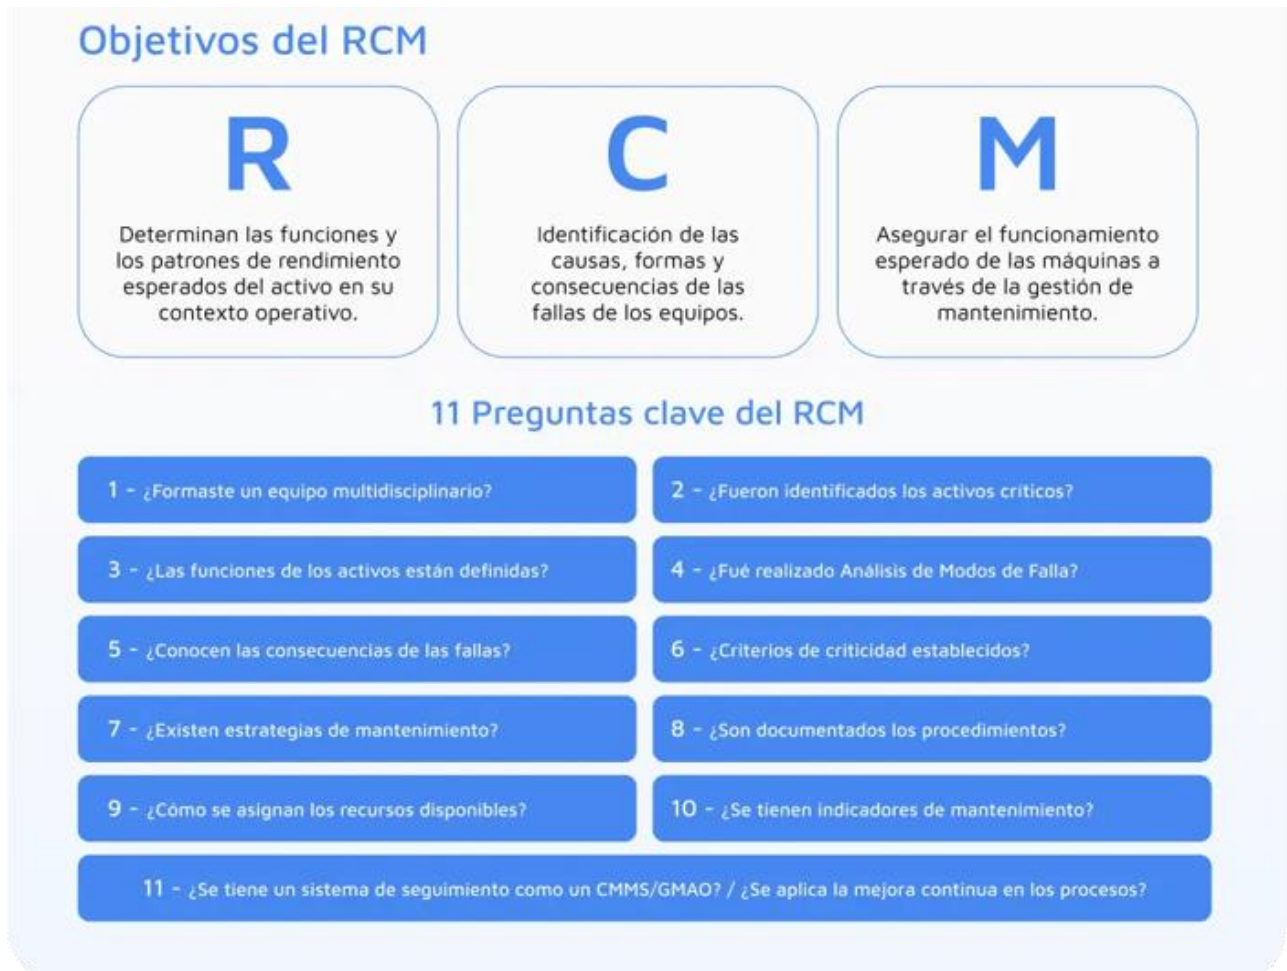 Objetivos del RCM
R
Determinan las funciones y
los patrones de rendimiento
esperados del activo en su
contexto operativo.
C
Identificación de las
causas, formas y
consecuencias de las
fallas de los equipos.
M
Asegurar el funcionamiento
esperado de las máquinas a
través de la gestión de
mantenimiento.
11 Preguntas clave del RCM
1 - ¿Formaste un equipo multidisciplinario?
2 - ¿Fueron identificados los activos críticos?
3 - ¿Las funciones de los activos están definidas?
4 - ¿Fué realizado Análisis de Modos de Falla?
5 - ¿Conocen las consecuencias de las fallas?
6 - ¿Criterios de criticidad establecidos?
7 - ¿Existen estrategias de mantenimiento?
8 - ¿Son documentados los procedimientos?
9 - ¿Cómo se asignan los recursos disponibles?
10 - ¿Se tienen indicadores de mantenimiento?
11 - ¿Se tiene un sistema de seguimiento como un CMMS/GMAO? / ¿Se aplica la mejora continua en los procesos?